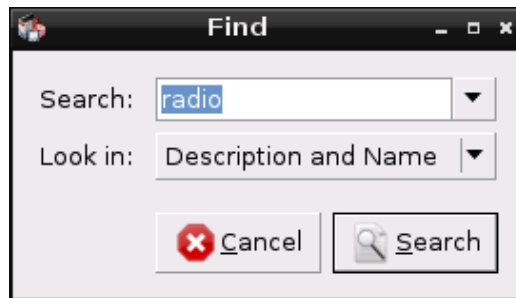 Find
Search: radio
Look in: Description and Name
Cancel Search